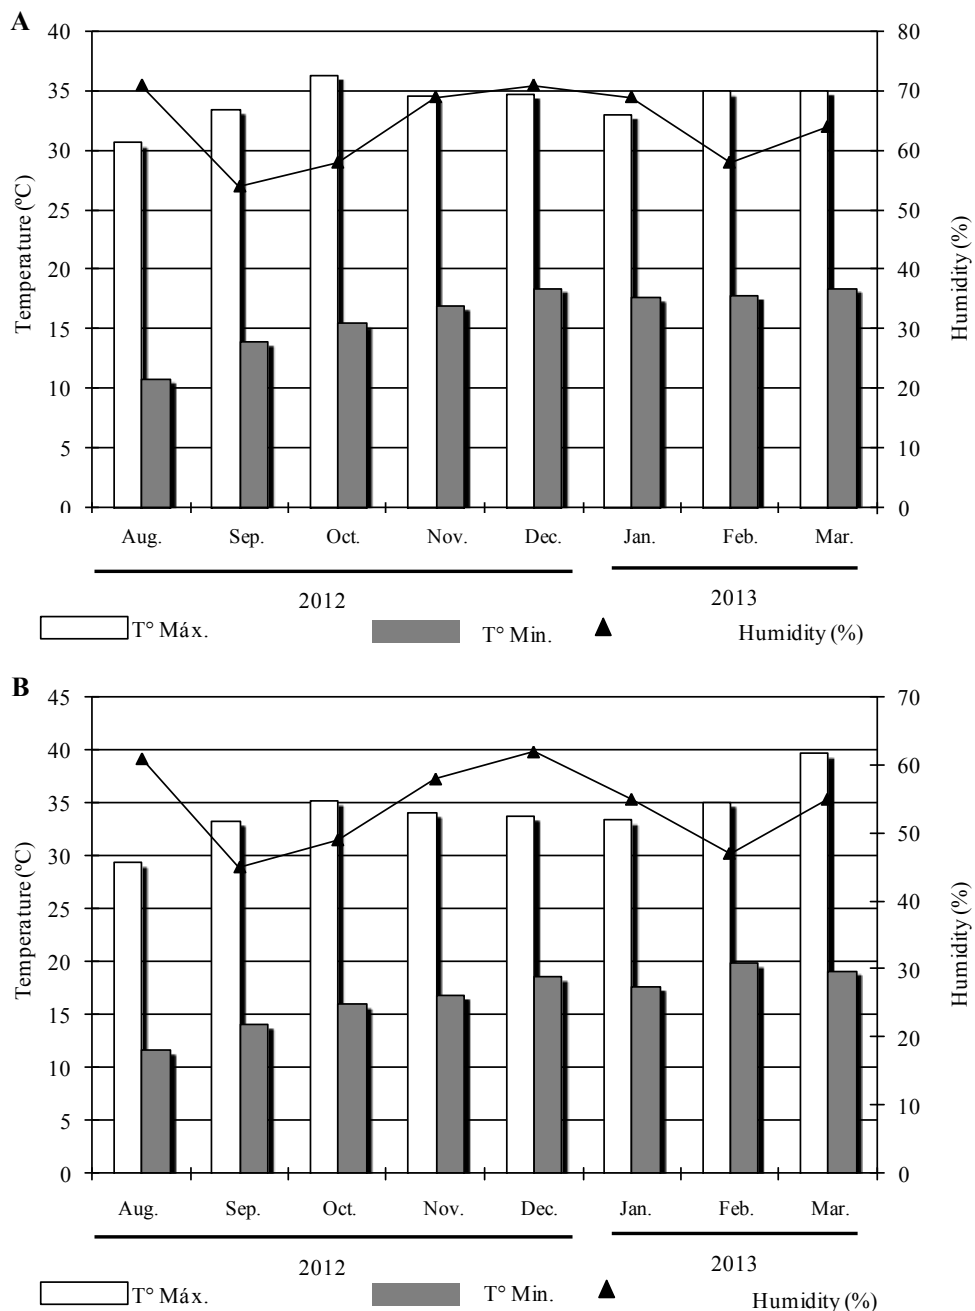 A
40 80
35 70
30 60
25 50
20 40
15 30
10 20
5 10
0 0
Temperature (ºC)
Humidity (%)
Aug. Sep. Oct. Nov. Dec. Jan. Feb. Mar.
2012 2013
T° Máx. T° Min. Humidity (%)
B
45 70
40 60
35 50
30 40
25 30
20 20
15 10
10 0
5
0
Temperature (ºC)
Humidity (%)
Aug. Sep. Oct. Nov. Dec. Jan. Feb. Mar.
2012 2013
T° Máx. T° Min. Humidity (%)